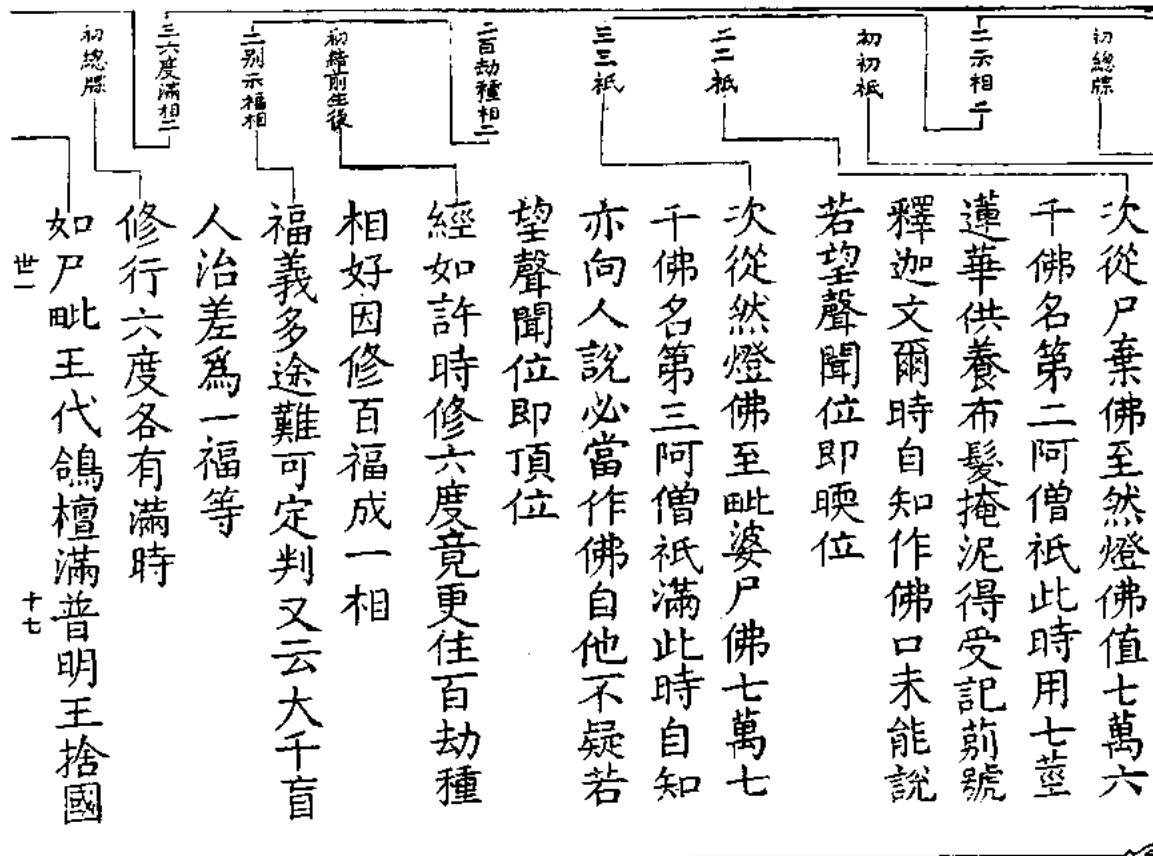 初總牒
二示相二
初初祇
二二祇
三三祇
二百劫種相二
初結前生後
二別示福相
三六度滿相二
初總牒
次從尸棄佛至然燈佛值七萬六
千佛名第二阿僧祇此時用七莖
蓮華供養布髮掩泥得受記莂號
釋迦文爾時自知作佛口未能說
若望聲聞位即㬉位
次從然燈佛至毗婆尸佛七萬七
千佛名第三阿僧祇滿此時自知
亦向人說必當作佛自他不疑若
望聲聞位即頂位
經如許時修六度竟更住百劫種
相好因修百福成一相
福義多途難可定判又云大千盲
人治差爲一福等
修行六度各有滿時
如尸毗王代鴿檀滿普明王捨國
世一
十七